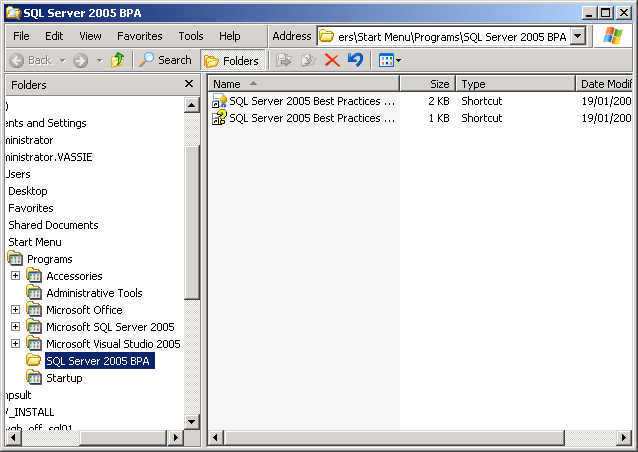 SQL Server 2005 BPA
File Edit View Favorites Tools Help Address ers\Start Menu\Programs\SQL Server 2005 BPA
Back Search Folders
Folders
Name Size Type Date Modif
SQL Server 2005 Best Practices ... 2 KB Shortcut 19/01/200
SQL Server 2005 Best Practices ... 1 KB Shortcut 19/01/200
)
ents and Settings
ministrator
ministrator.VASSIE
Users
Desktop
Favorites
Shared Documents
Start Menu
Programs
Accessories
Administrative Tools
Microsoft Office
Microsoft SQL Server 2005
Microsoft Visual Studio 2005
SQL Server 2005 BPA
Startup
mpsult
_INSTALL